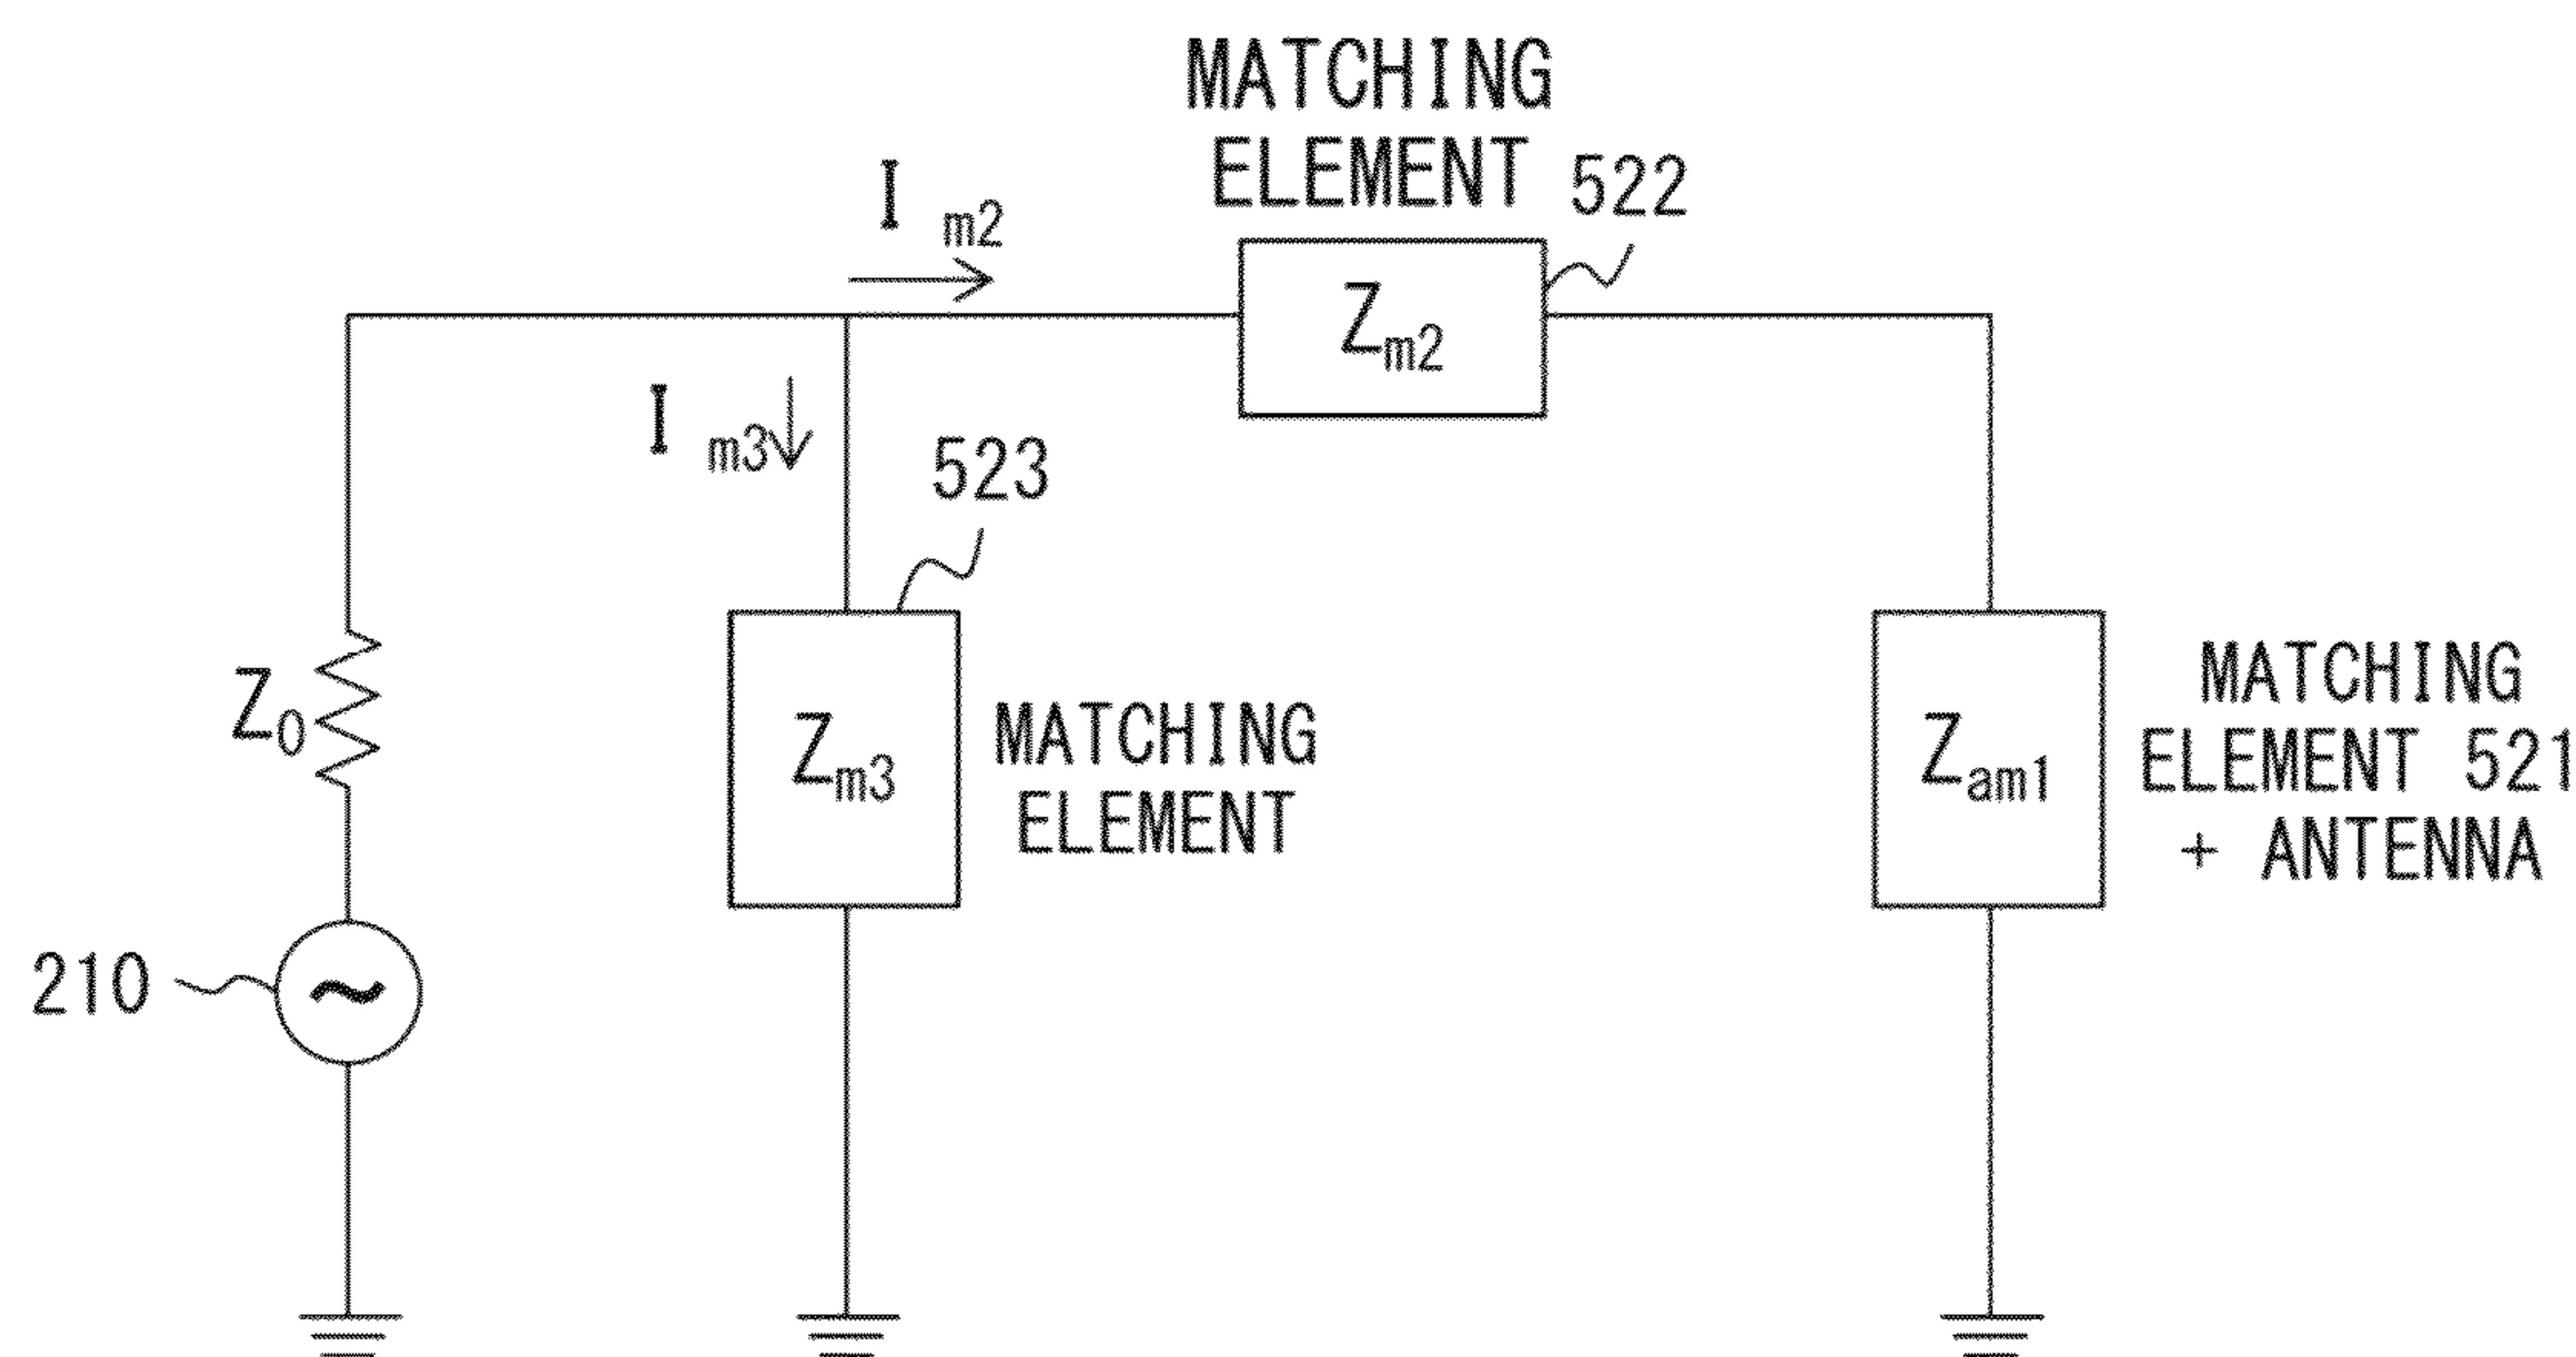 MATCHING
ELEMENT
522
I m2
Zm2
I m3
523
Z0
Zm3
MATCHING
ELEMENT
Zam1
MATCHING
ELEMENT 521
+ ANTENNA
210
~